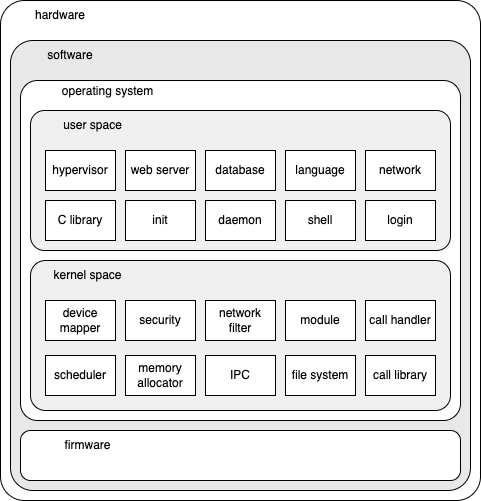 hardware
software
operating system
user space
hypervisor
web server
database
language
network
C library
init
daemon
shell
login
kernel space
device
mapper
security
network
filter
module
call handler
scheduler
memory
allocator
IPC
file system
call library
firmware